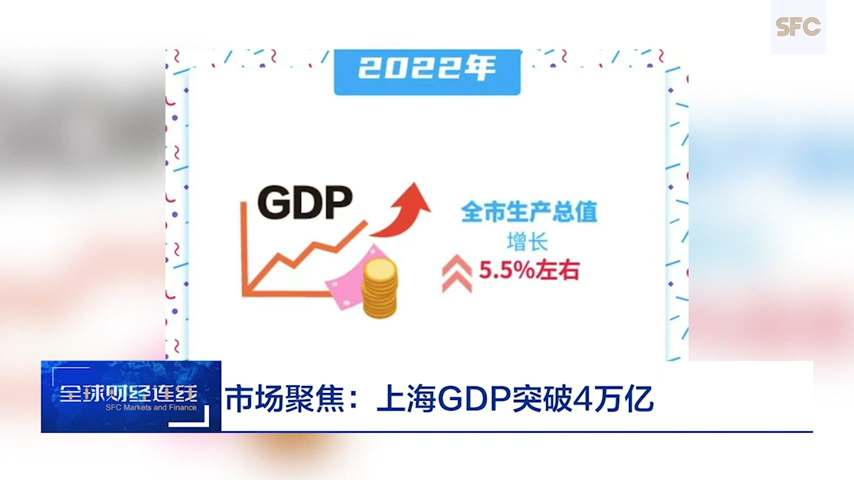 SFC
2022年
GDP
全市生产总值
增长
5.5%左右
全球财经连线
SFC Markets and Finance
市场聚焦：上海GDP突破4万亿